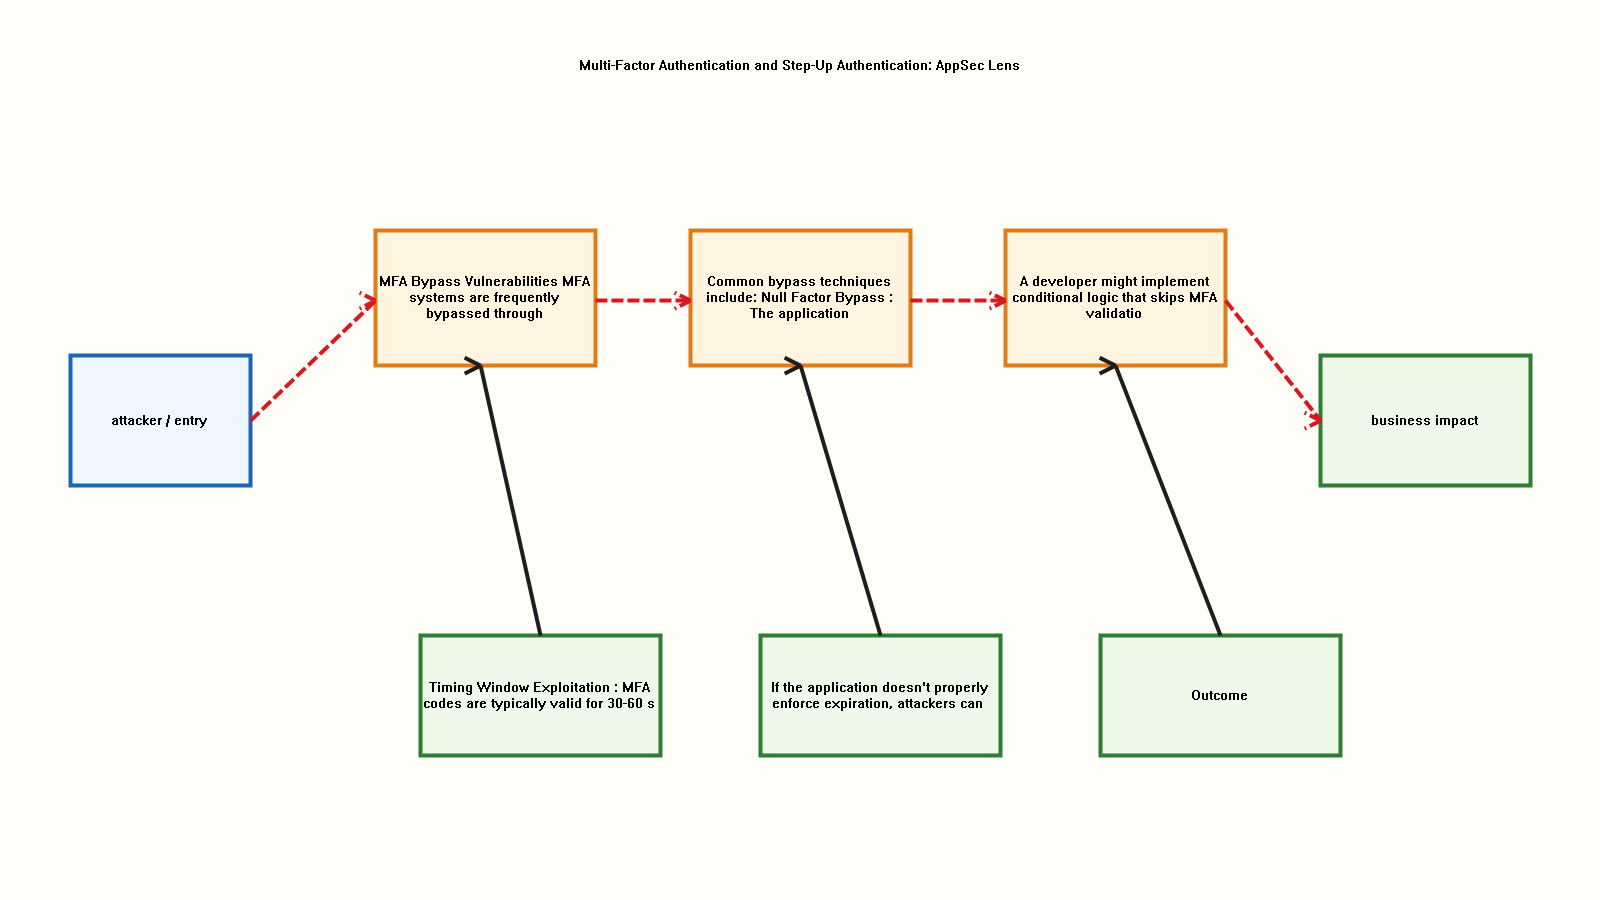 Multi-Factor Authentication and Step-Up Authentication: AppSec Lens
MFA Bypass Vulnerabilities MFA
systems are frequently
bypassed through
Common bypass techniques
include: Null Factor Bypass :
The application
A developer might implement
conditional logic that skips MFA
validatio
attacker / entry
business impact
Timing Window Exploitation : MFA
codes are typically valid for 30-60 s
If the application doesn't properly
enforce expiration, attackers can
Outcome